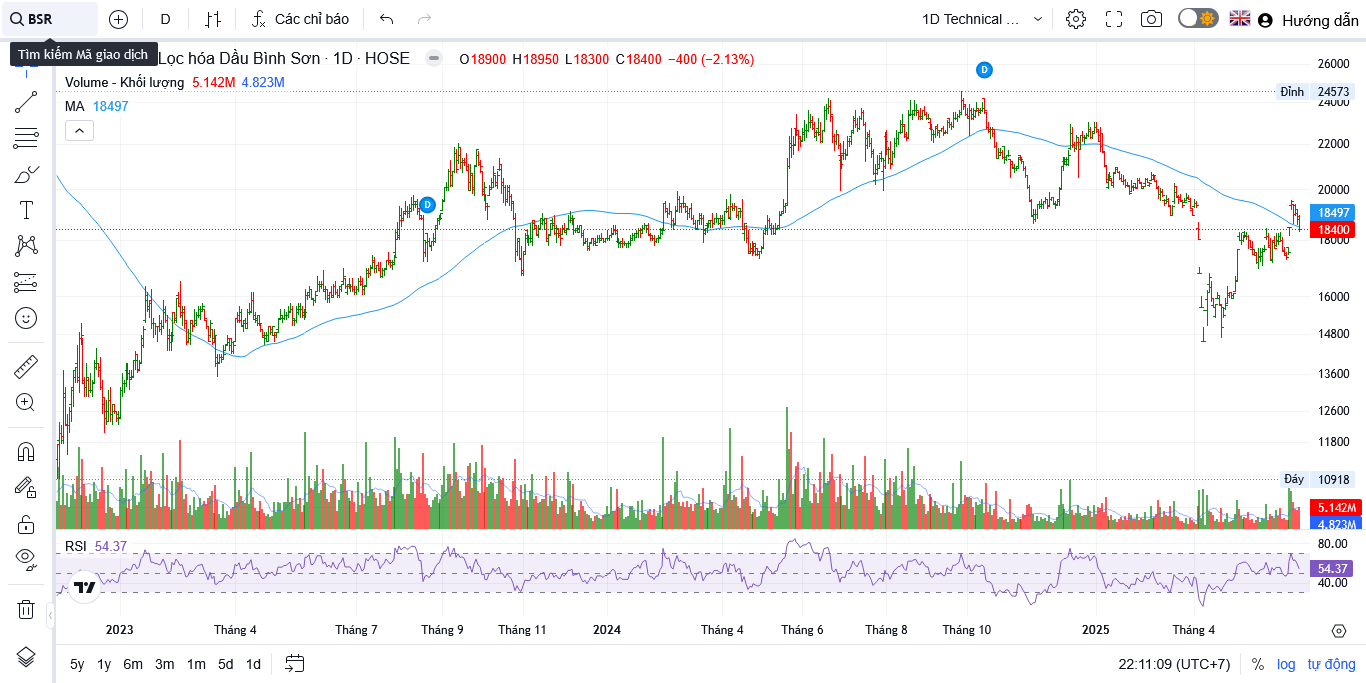 BSR
D
Các chỉ báo
1D Technical ...
Hướng dẫn
Tìm kiếm Mã giao dịch
Lọc hóa Dầu Bình Sơn · 1D · HOSE
O18900 H18950 L18300 C18400 −400 (−2.13%)
Volume - Khối lượng 5.142M 4.823M
MA 18497
D
D
26000
Đỉnh 24573
24000
22000
20000
18497
18400
18000
16000
14800
13600
12600
11800
Đáy 10918
5.142M
4.823M
RSI 54.37
80.00
54.37
40.00
2023
Tháng 4
Tháng 7
Tháng 9
Tháng 11
2024
Tháng 4
Tháng 6
Tháng 8
Tháng 10
2025
Tháng 4
5y 1y 6m 3m 1m 5d 1d
22:11:09 (UTC+7)
% log tự động